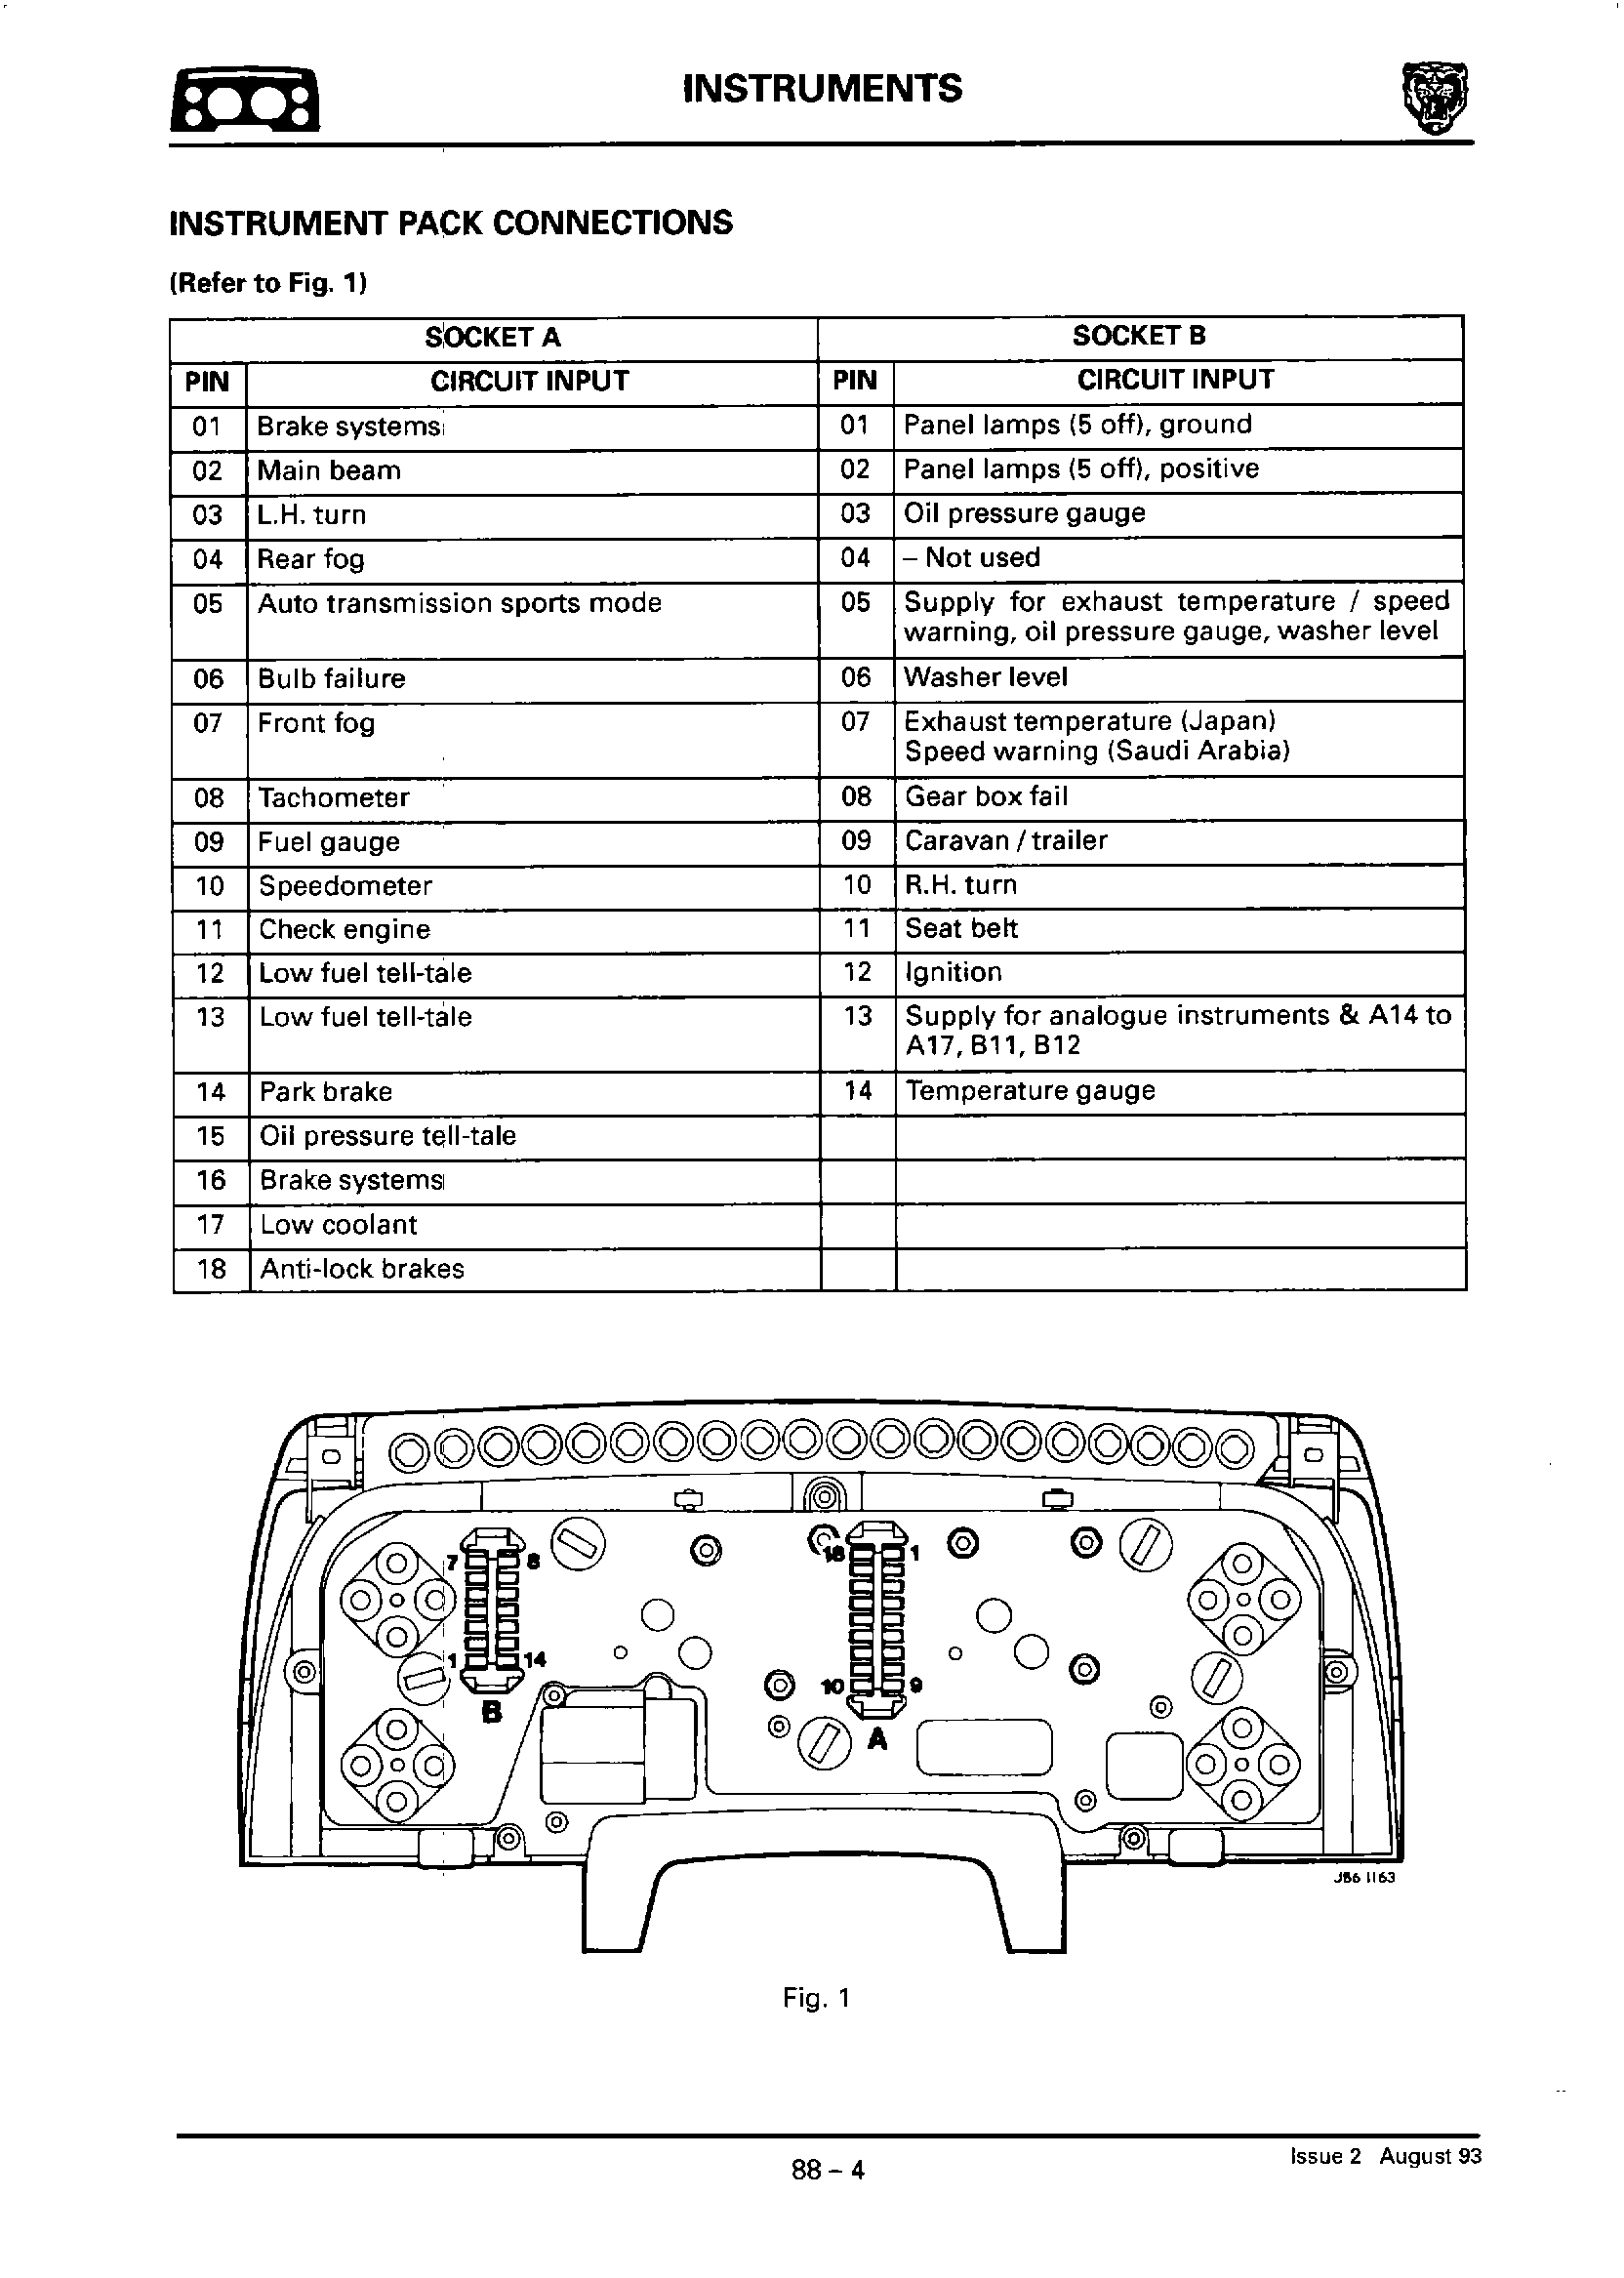 INSTRUMENTS
INSTRUMENT PACK CONNECTIONS
(Refer to Fig. 1)
SOCKET A SOCKET B
PIN CIRCUIT INPUT PIN CIRCUIT INPUT
01 Brake systems 01 Panel lamps (5 off), ground
02 Main beam 02 Panel lamps (5 off), positive
03 L.H. turn 03 Oil pressure gauge
04 Rear fog 04 – Not used
05 Auto transmission sports mode 05 Supply for exhaust temperature / speed
warning, oil pressure gauge, washer level
06 Bulb failure 06 Washer level
07 Front fog 07 Exhaust temperature (Japan)
Speed warning (Saudi Arabia)
08 Tachometer 08 Gear box fail
09 Fuel gauge 09 Caravan / trailer
10 Speedometer 10 R.H. turn
11 Check engine 11 Seat belt
12 Low fuel tell-tale 12 Ignition
13 Low fuel tell-tale 13 Supply for analogue instruments & A14 to
A17, B11, B12
14 Park brake 14 Temperature gauge
15 Oil pressure tell-tale
16 Brake systems
17 Low coolant
18 Anti-lock brakes
7 8 18 1
1 14 10 9
B A
J86 1163
Fig. 1
88 – 4
Issue 2 August 93